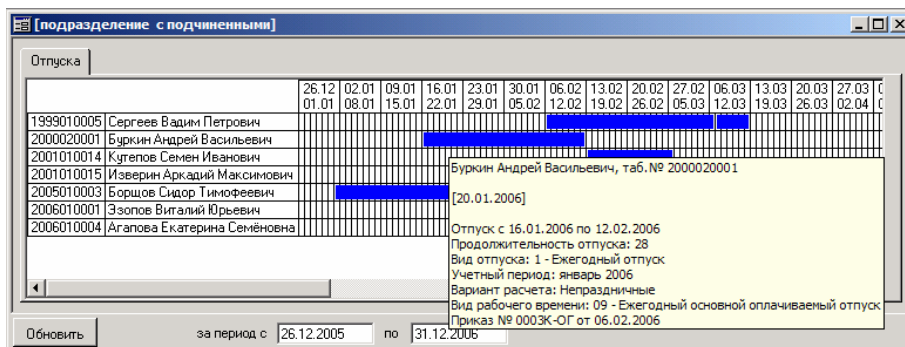 [подразделение с подчиненными]
Отпуска
26.12 02.01 09.01 16.01 23.01 30.01 06.02 13.02 20.02 27.02 06.03 13.03 20.03 27.03
01.01 08.01 15.01 22.01 29.01 05.02 12.02 19.02 26.02 05.03 12.03 19.03 26.03 02.04
1999010005 Сергеев Вадим Петрович
2000020001 Буркин Андрей Васильевич
2001010014 Кутепов Семен Иванович
2001010015 Изверин Аркадий Максимович
2005010003 Борщов Сидор Тимофеевич
2006010001 Эзопов Виталий Юрьевич
2006010004 Агапова Екатерина Семёновна
Буркин Андрей Васильевич, таб.№ 2000020001
[20.01.2006]
Отпуск с 16.01.2006 по 12.02.2006
Продолжительность отпуска: 28
Вид отпуска: 1 - Ежегодный отпуск
Учетный период: январь 2006
Вариант расчета: Непраздничные
Вид рабочего времени: 09 - Ежегодный основной оплачиваемый отпуск
Приказ № 0003К-ОГ от 06.02.2006
Обновить за период с 26.12.2005 по 31.12.2006